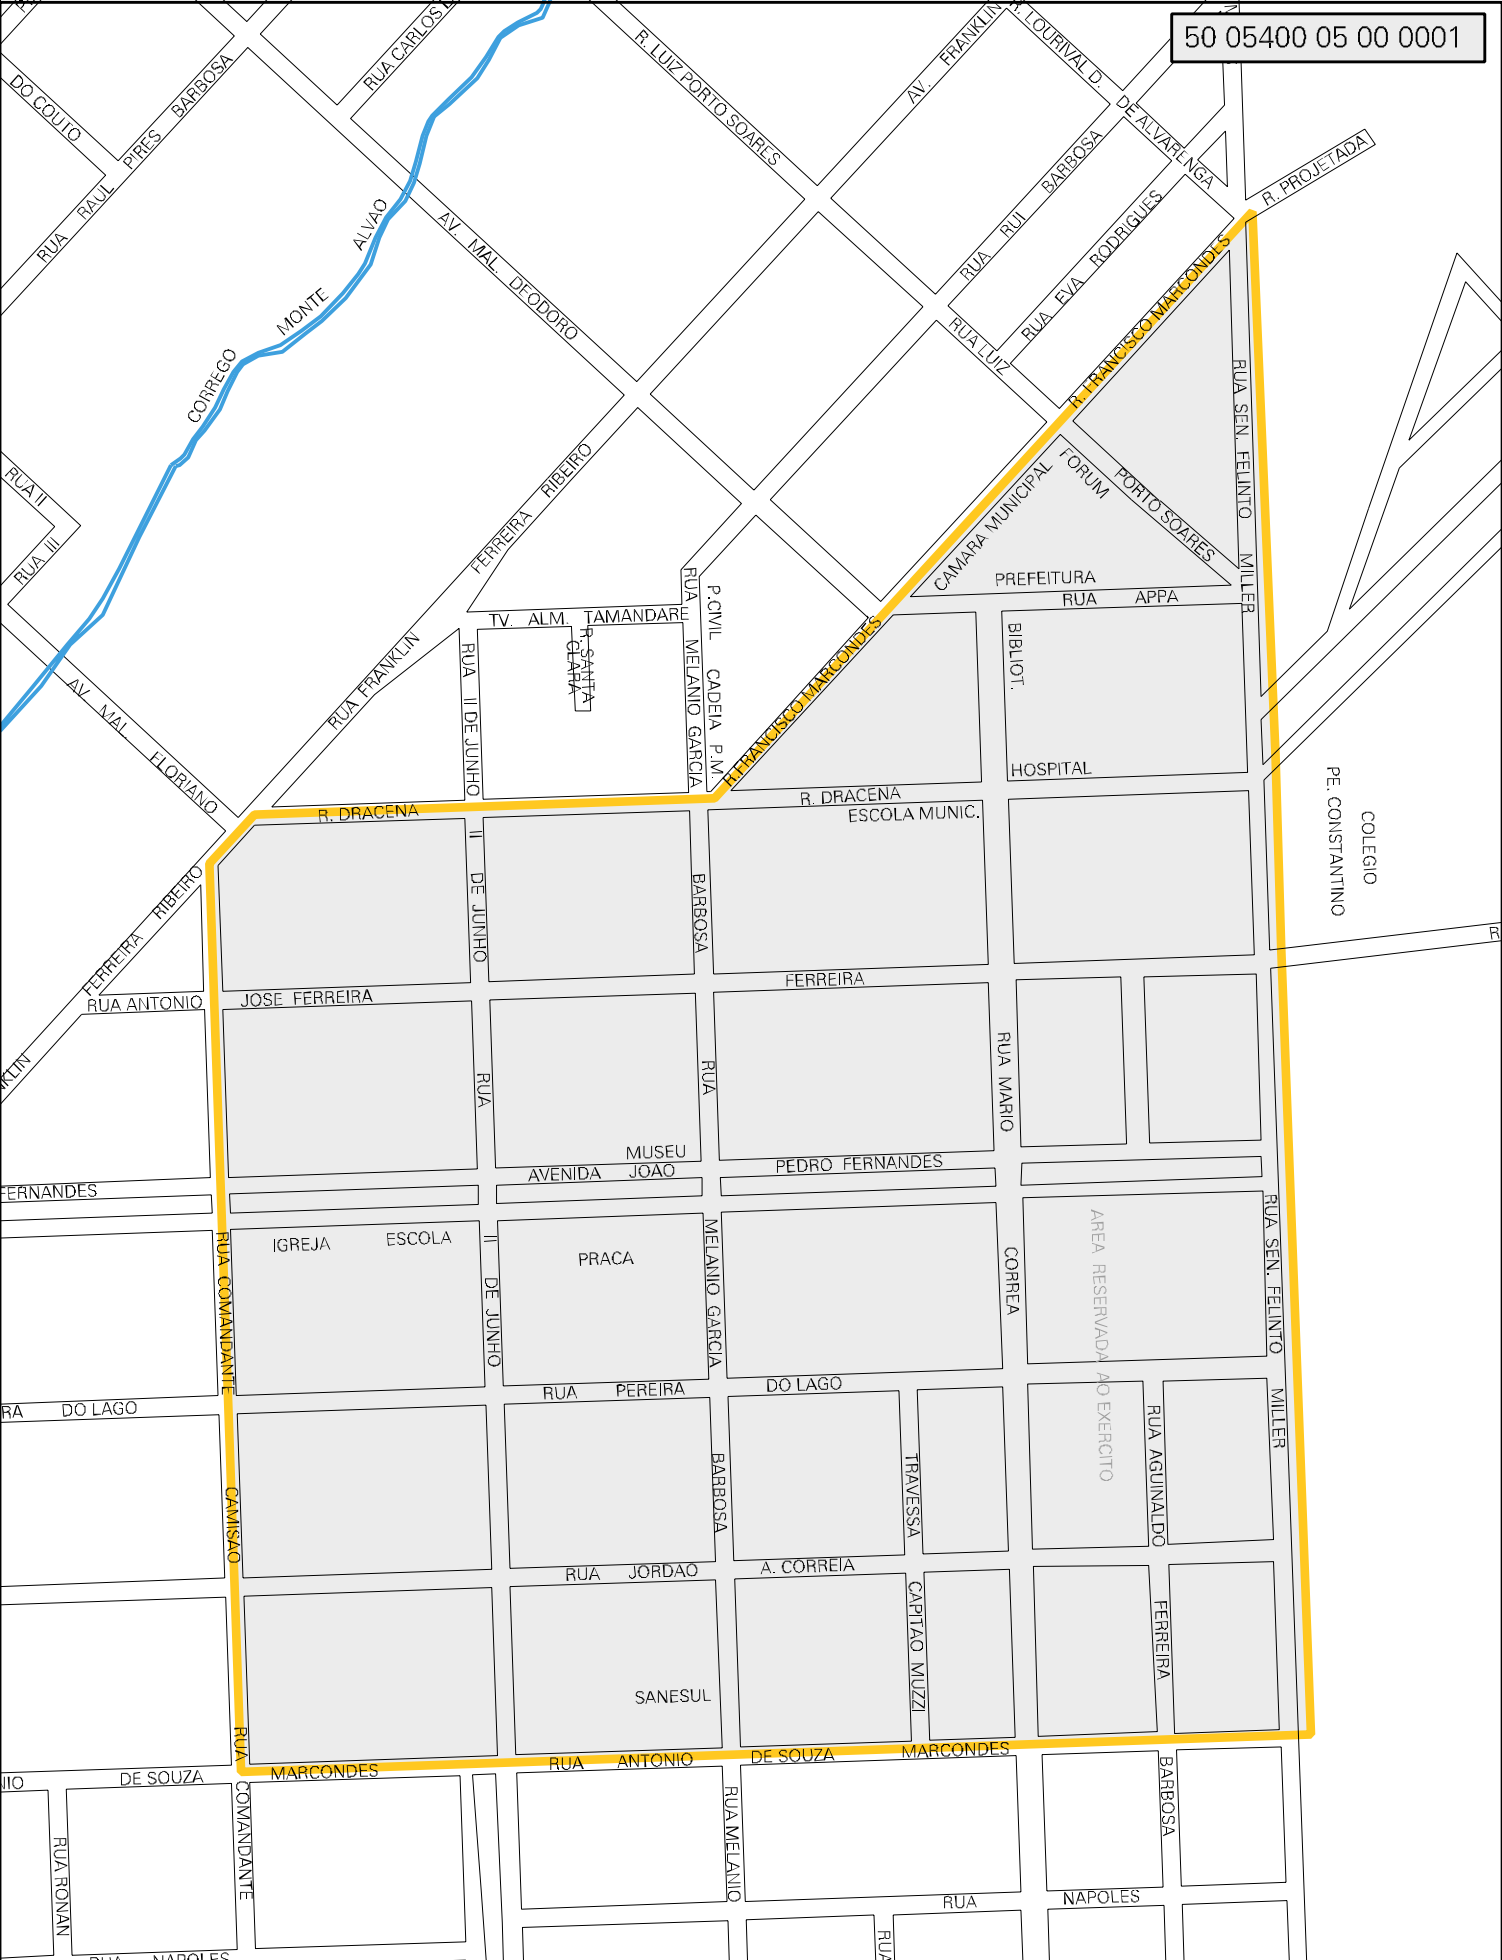 50 05400 05 00 0001
RUA CARLOS
R. LUIZ PORTO SOARES
AV. FRANKLIN
R. LOURIVAL D. DE ALVARENGA
DO COUTO
RUA RAUL PIRES BARBOSA
R. PROJETADA
CORREGO MONTE ALVAO
AV. MAL. DEODORO
RUA RUI BARBOSA
RUA EVA RODRIGUES
RUA LUIZ
R. FRANCISCO MARCONDES
RUA SEN. FELINTO MILLER
PORTO SOARES
FORUM
CAMARA MUNICIPAL
PREFEITURA
RUA APPA
RUA II
RUA III
FERREIRA RIBEIRO
RUA FRANKLIN
TV. ALM. TAMANDARE
R. SANTA
CLARA
RUA II DE JUNHO
RUA MELANIO GARCIA
P.CIVIL CADEIA P.M.
R.FRANCISCO MARCONDES
BIBLIOT.
HOSPITAL
AV. MAL. FLORIANO
R. DRACENA
R. DRACENA
ESCOLA MUNIC.
COLEGIO
PE. CONSTANTINO
II DE JUNHO
BARBOSA
FERREIRA RIBEIRO
RUA ANTONIO
JOSE FERREIRA
FERREIRA
R
KLIN
RUA
RUA
RUA MARIO
MUSEU
AVENIDA JOAO
PEDRO FERNANDES
FERNANDES
IGREJA
ESCOLA
PRACA
II DE JUNHO
MELANIO GARCIA
CORREA
AREA RESERVADA AO EXERCITO
RUA SEN. FELINTO MILLER
RUA COMANDANTE CAMISAO
RA DO LAGO
RUA PEREIRA
DO LAGO
BARBOSA
TRAVESSA
RUA AGUINALDO
RUA JORDAO
A. CORREIA
CAPITAO MUZZI
FERREIRA
SANESUL
RUA
RUA ANTONIO
DE SOUZA
MARCONDES
NIO
DE SOUZA
MARCONDES
RUA RONAN
COMANDANTE
RUA MELANIO
BARBOSA
RUA
NAPOLES
RUA
RUA NAPOLES